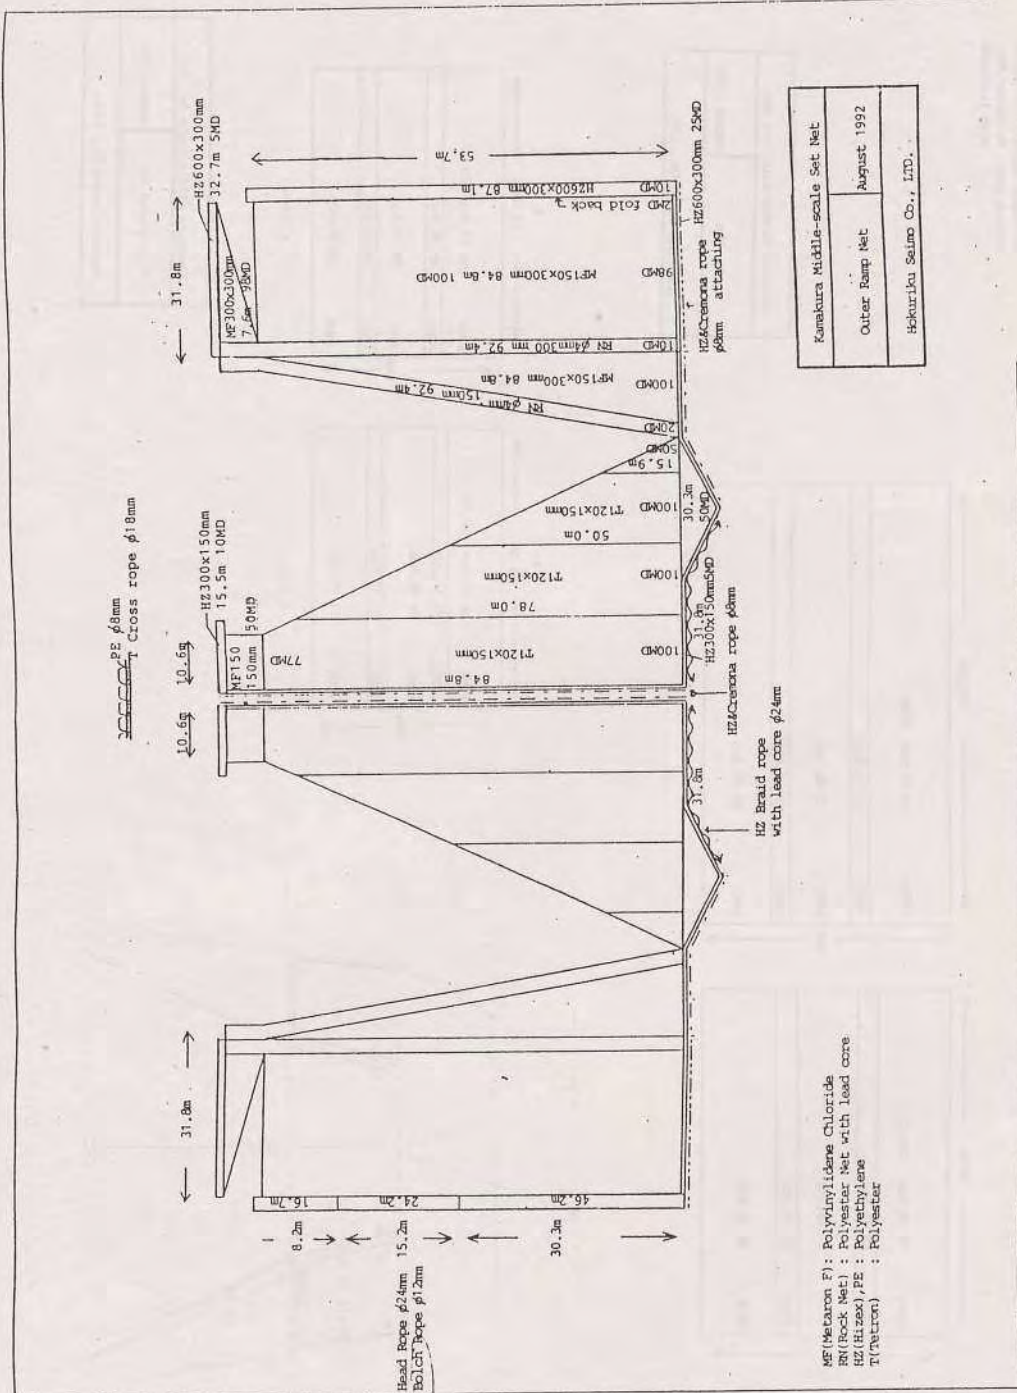 Kamakura Middle-scale Set Net
Outer Ramp Net
August 1992
Hokuriku Seimo Co., LTD.
PE ϕ8mm
T Cross rope ϕ18mm
HZ600x300mm
32.7m 5MD
31.8m
MF300x300mm
7.6m 98MD
53,7m
HZ600x300mm 87.1m
10MD
2MD fold back
MF150x300mm 84.8m 100MD
98MD
RN ϕ4mm300 mm 92.4m
10MD
MF150x300mm 84.8m
100MD
RN ϕ4mm 150mm 92.4m
20MD
HZ600x300mm 25MD
HZ&Cremona rope
ϕ8mm attaching
50MD
15.9m
T120x150mm
100MD
50.0m
T120x150mm
100MD
78.0m
T120x150mm
100MD
84.8m
30.3m
50MD
31.8m
HZ300x150mm5MD
HZ&Cremona rope ϕ8mm
HZ300x150mm
15.5m 10MD
10.6m
MF150
150mm 50MD
77MD
10.6m
31.8m
HZ Braid rope
with lead core ϕ24mm
31.8m
16.7m
24.2m
46.2m
8.2m
15.2m
30.3m
Head Rope ϕ24mm
Bolch Rope ϕ12mm
MF(Metaron F) : Polyvinylidene Chloride
RN(Rock Net) : Polyester Net with lead core
HZ(Hizex),PE : Polyethylene
T(Tetron) : Polyester